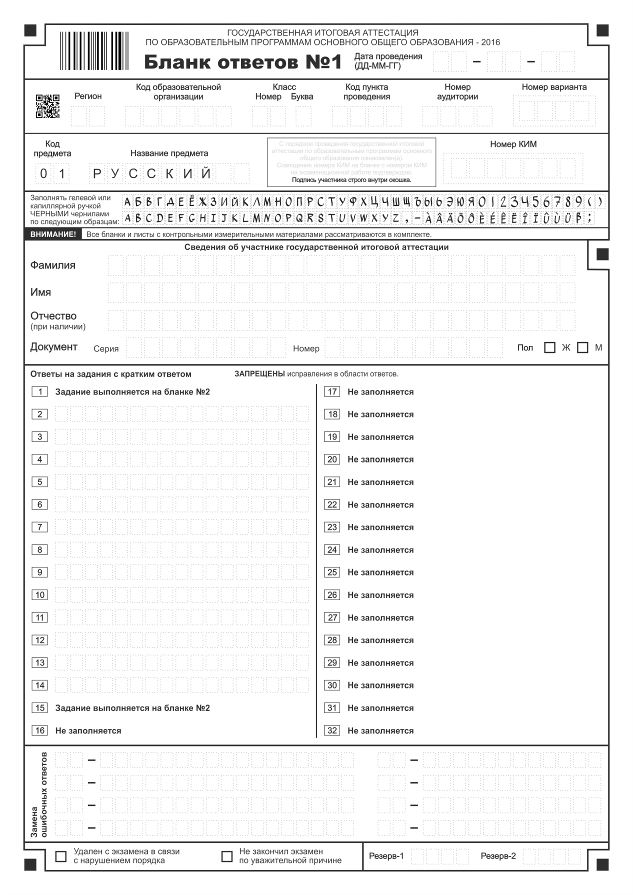 ГОСУДАРСТВЕННАЯ ИТОГОВАЯ АТТЕСТАЦИЯ
ПО ОБРАЗОВАТЕЛЬНЫМ ПРОГРАММАМ ОСНОВНОГО ОБЩЕГО ОБРАЗОВАНИЯ - 2016
Бланк ответов №1
Дата проведения
(ДД-ММ-ГГ)
– –
Регион
Код образовательной
организации
Класс
Номер Буква
Код пункта
проведения
Номер
аудитории
Номер варианта
Код
предмета
Название предмета
0 1 Р У С С К И Й
С порядком проведения государственной итоговой
аттестации по образовательным программам основного
общего образования ознакомлен(а).
Совпадение номера КИМ на бланке с номером КИМ
на экзаменационной работе подтверждаю.
Подпись участника строго внутри окошка.
Номер КИМ
Заполнять гелевой или
капиллярной ручкой
ЧЕРНЫМИ чернилами
по следующим образцам:
А Б В Г Д Е Ё Ж З И Й К Л М Н О П Р С Т У Ф Х Ц Ч Ш Щ Ъ Ы Ь Э Ю Я 0 1 2 3 4 5 6 7 8 9 ( )
A B C D E F G H I J K L M N O P Q R S T U V W X Y Z , – À Â Ä Õ Ö È É Ê Ë Î Ï Û Ù Ü ß ;
ВНИМАНИЕ! Все бланки и листы с контрольными измерительными материалами рассматриваются в комплекте.
Сведения об участнике государственной итоговой аттестации
Фамилия
Имя
Отчество
(при наличии)
Документ Серия Номер Пол Ж М
Ответы на задания с кратким ответом ЗАПРЕЩЕНЫ исправления в области ответов.
1 Задание выполняется на бланке №2
2
3
4
5
6
7
8
9
10
11
12
13
14
15 Задание выполняется на бланке №2
16 Не заполняется
17 Не заполняется
18 Не заполняется
19 Не заполняется
20 Не заполняется
21 Не заполняется
22 Не заполняется
23 Не заполняется
24 Не заполняется
25 Не заполняется
26 Не заполняется
27 Не заполняется
28 Не заполняется
29 Не заполняется
30 Не заполняется
31 Не заполняется
32 Не заполняется
Замена
ошибочных ответов
– –
– –
– –
– –
Удален с экзамена в связи
с нарушением порядка
Не закончил экзамен
по уважительной причине
Резерв-1 Резерв-2